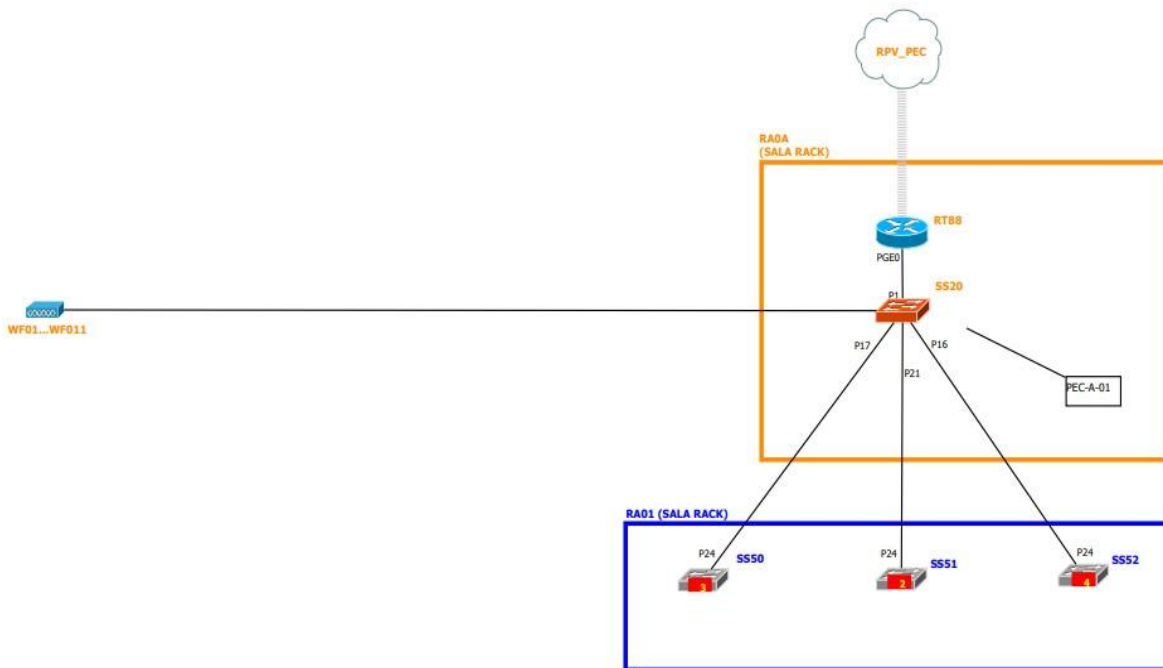 RPV_PEC
RA0A
(SALA RACK)
RT88
PGE0
P1
SS20
WF01...WF011
P17
P16
P21
PEC-A-01
RA01 (SALA RACK)
P24
SS50
P24
SS51
P24
SS52
3
2
4